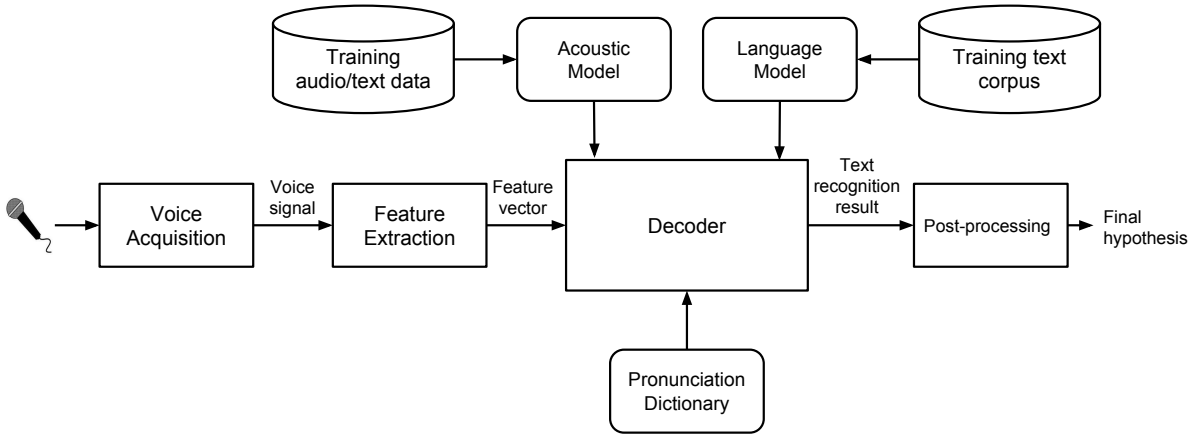 Training
audio/text data
Acoustic
Model
Language
Model
Training text
corpus
Voice
Acquisition
Voice
signal
Feature
Extraction
Feature
vector
Decoder
Text
recognition
result
Post-processing
Final
hypothesis
Pronunciation
Dictionary